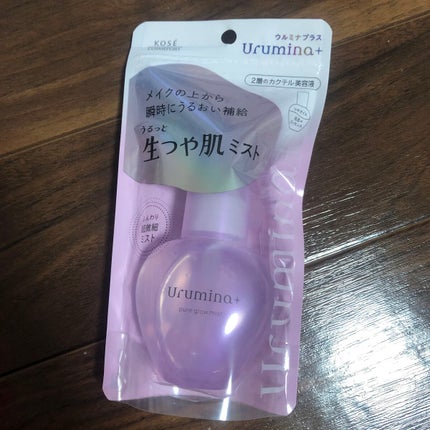 KOSÉ
COSMEPORT
ウルミナプラス
Urumina+
2層のカクテル美容液
メイクの上から
瞬時にうるおい補給
うるっと
生つや肌ミスト
ふんわり
超微細
ミスト
Urumina+
pure glow mist
Urumina+